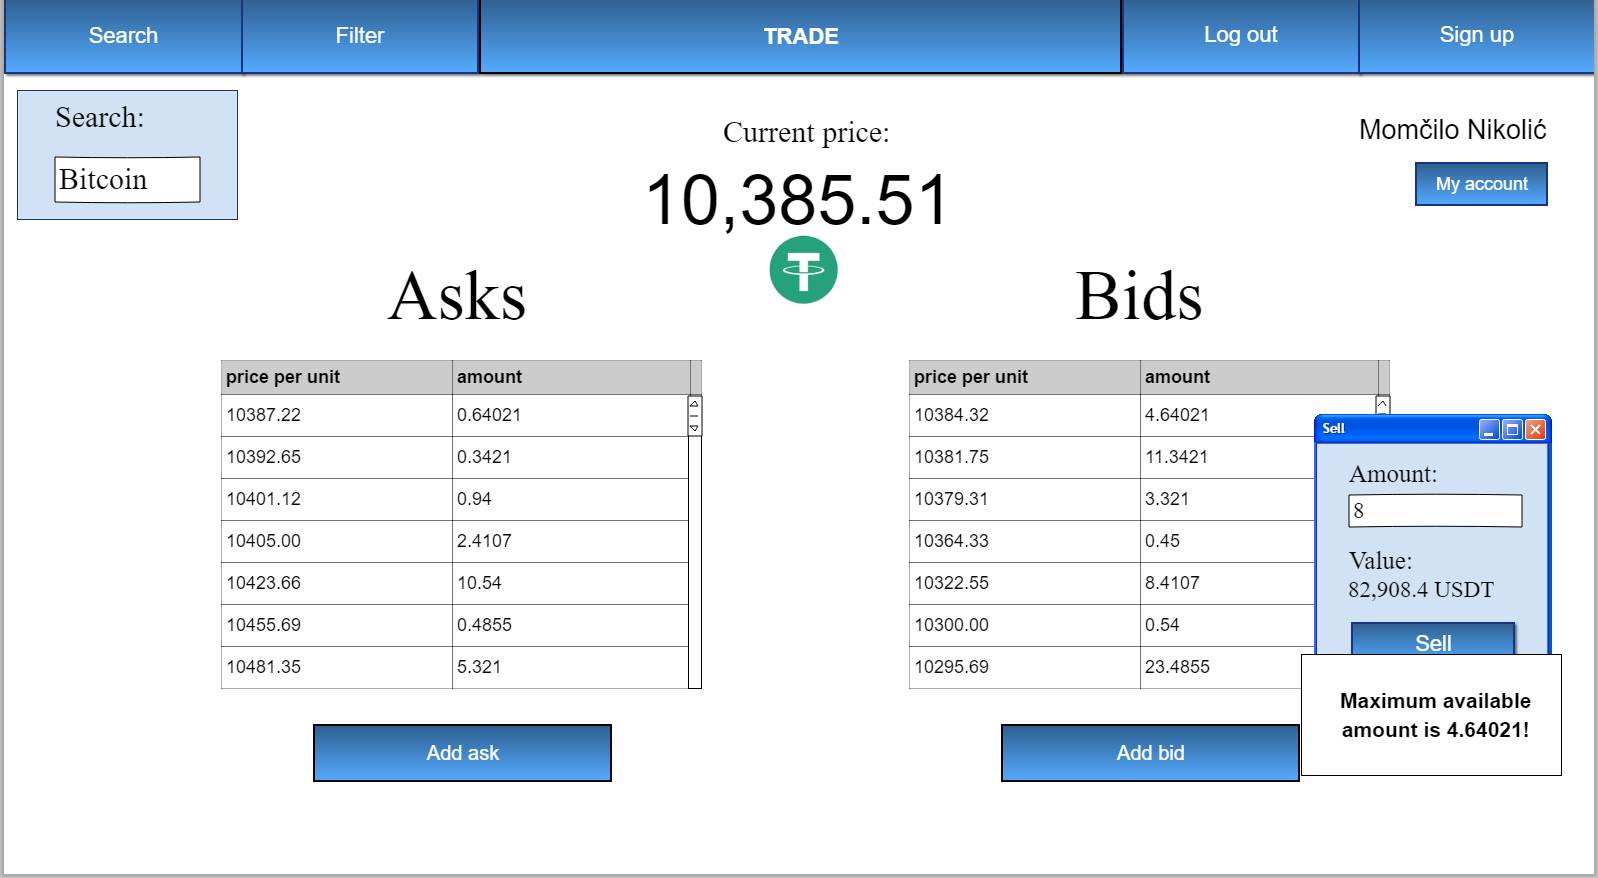 Search
Filter
TRADE
Log out
Sign up
Search:
Bitcoin
Current price:
10,385.51
Momčilo Nikolić
My account
Asks
price per unit amount
10387.22 0.64021
10392.65 0.3421
10401.12 0.94
10405.00 2.4107
10423.66 10.54
10455.69 0.4855
10481.35 5.321
Add ask
Bids
price per unit amount
10384.32 4.64021
10381.75 11.3421
10379.31 3.321
10364.33 0.45
10322.55 8.4107
10300.00 0.54
10295.69 23.4855
Add bid
Sell
Amount:
8
Value:
82,908.4 USDT
Sell
Maximum available
amount is 4.64021!